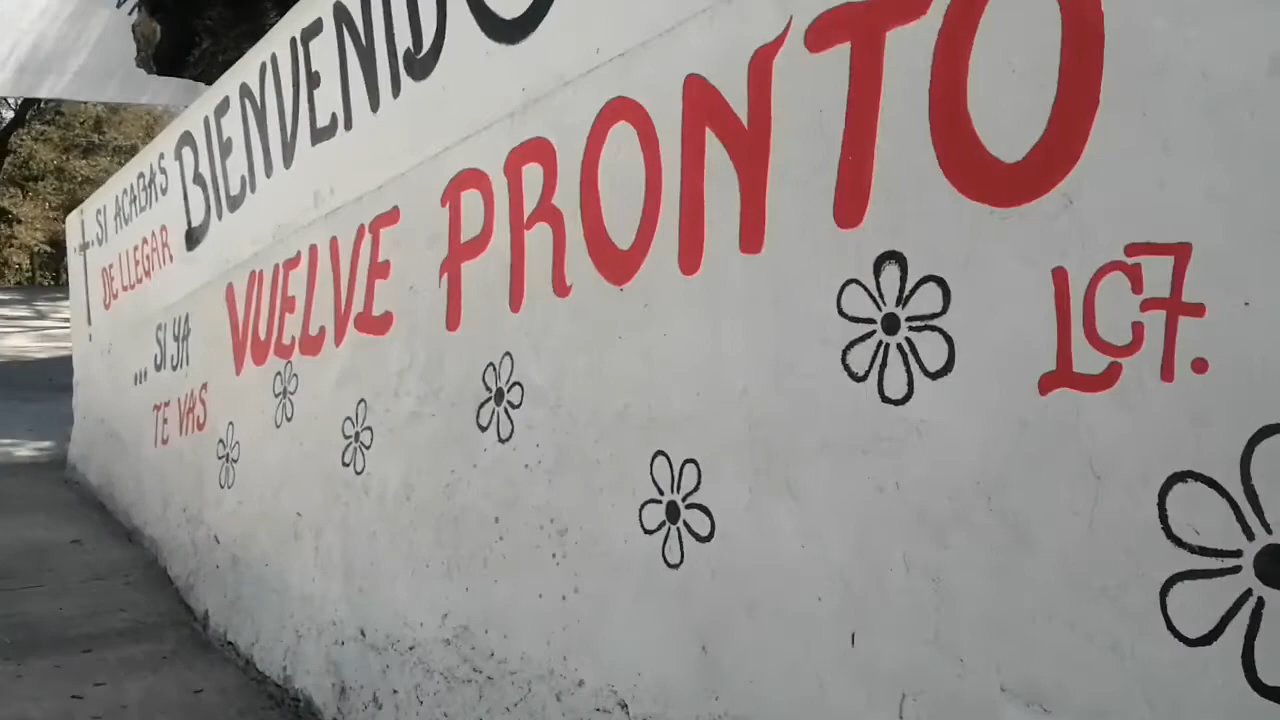 SI ACABAS
DE LLEGAR
BIENVENIDO
... SI YA
TE VAS
VUELVE PRONTO
LC7.